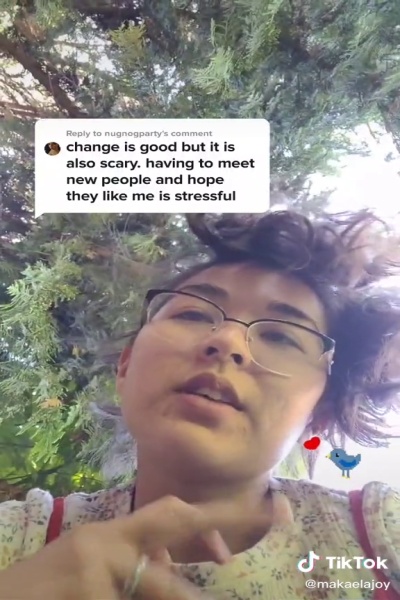 Reply to nugnogparty's comment
change is good but it is
also scary. having to meet
new people and hope
they like me is stressful
TikTok
@makaelajoy